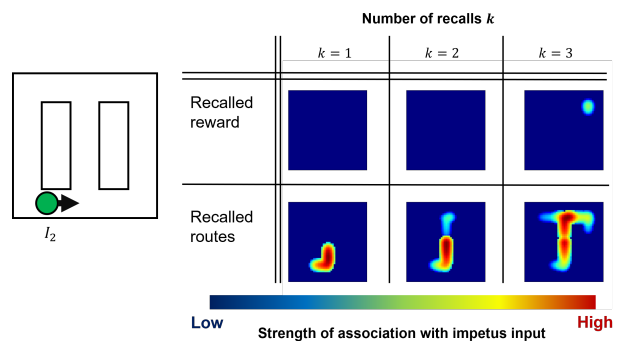 Number of recalls k
k = 1
k = 2
k = 3
Recalled
reward
Recalled
routes
I₂
Low
High
Strength of association with impetus input